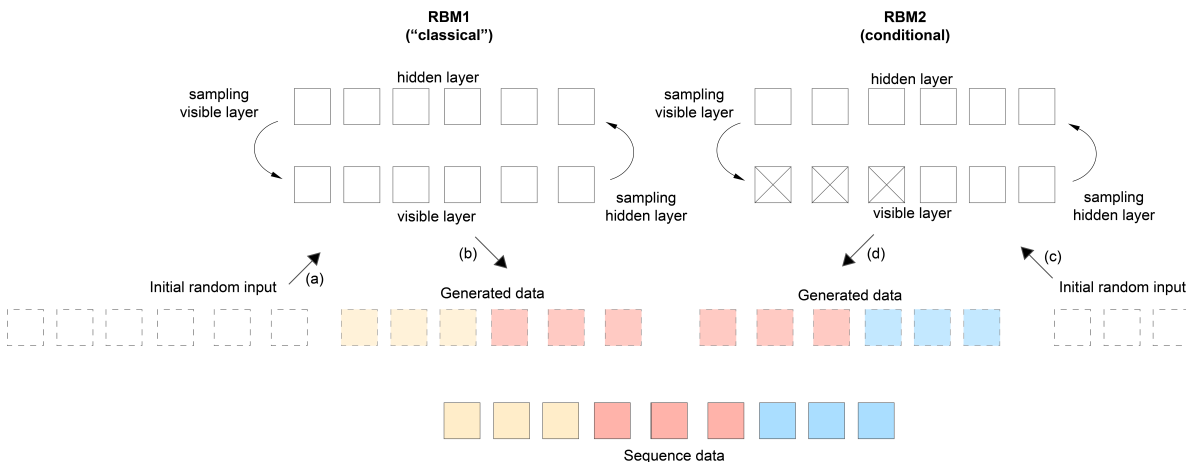 RBM1
("classical")
RBM2
(conditional)
hidden layer
hidden layer
sampling
visible layer
sampling
visible layer
sampling
hidden layer
sampling
hidden layer
visible layer
visible layer
(b)
(d)
(a)
(c)
Initial random input
Generated data
Generated data
Initial random input
Sequence data